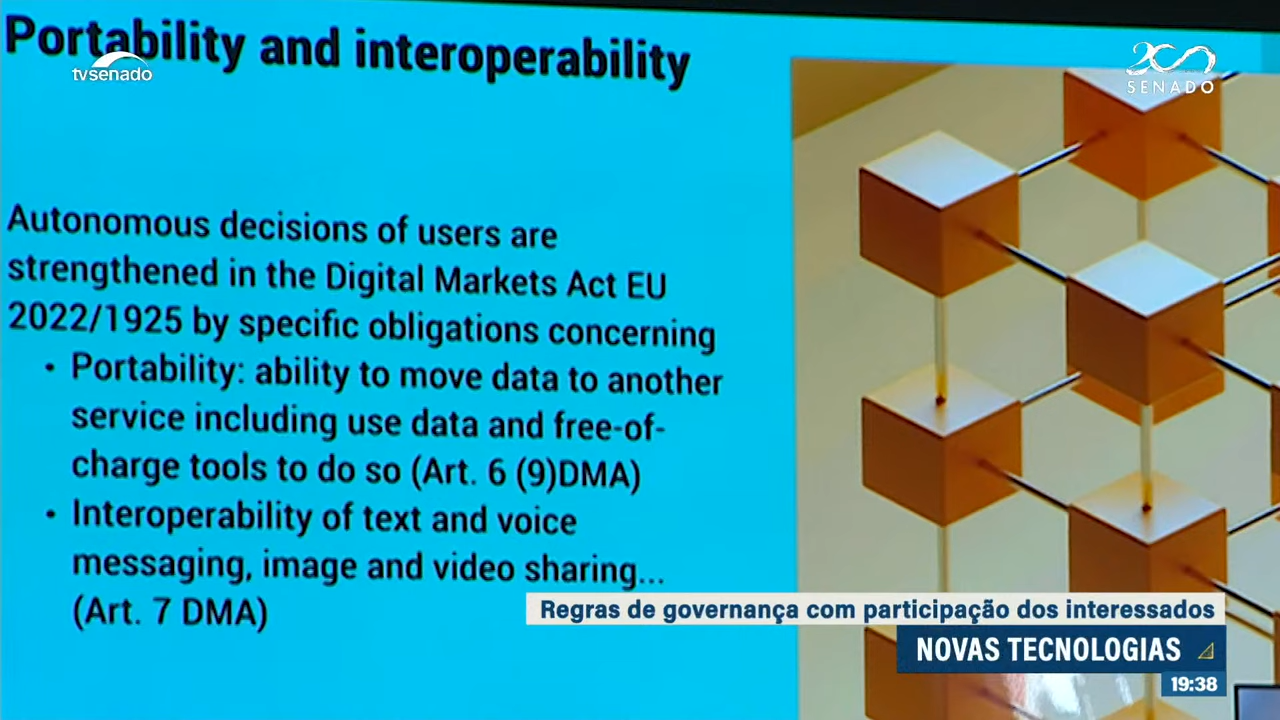 Portability and interoperability
tvsenado
200
SENADO
Autonomous decisions of users are
strengthened in the Digital Markets Act EU
2022/1925 by specific obligations concerning
• Portability: ability to move data to another
service including use data and free-of-
charge tools to do so (Art. 6 (9)DMA)
• Interoperability of text and voice
messaging, image and video sharing...
(Art. 7 DMA)
Regras de governança com participação dos interessados
NOVAS TECNOLOGIAS
19:38